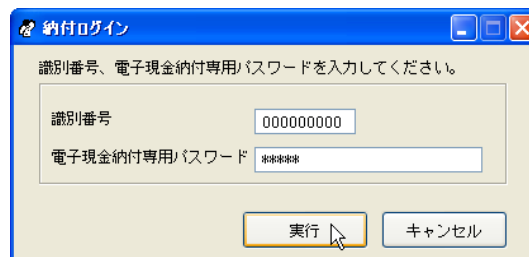 納付ログイン
識別番号、電子現金納付専用パスワードを入力してください。
識別番号 000000000
電子現金納付専用パスワード *****
実行 キャンセル